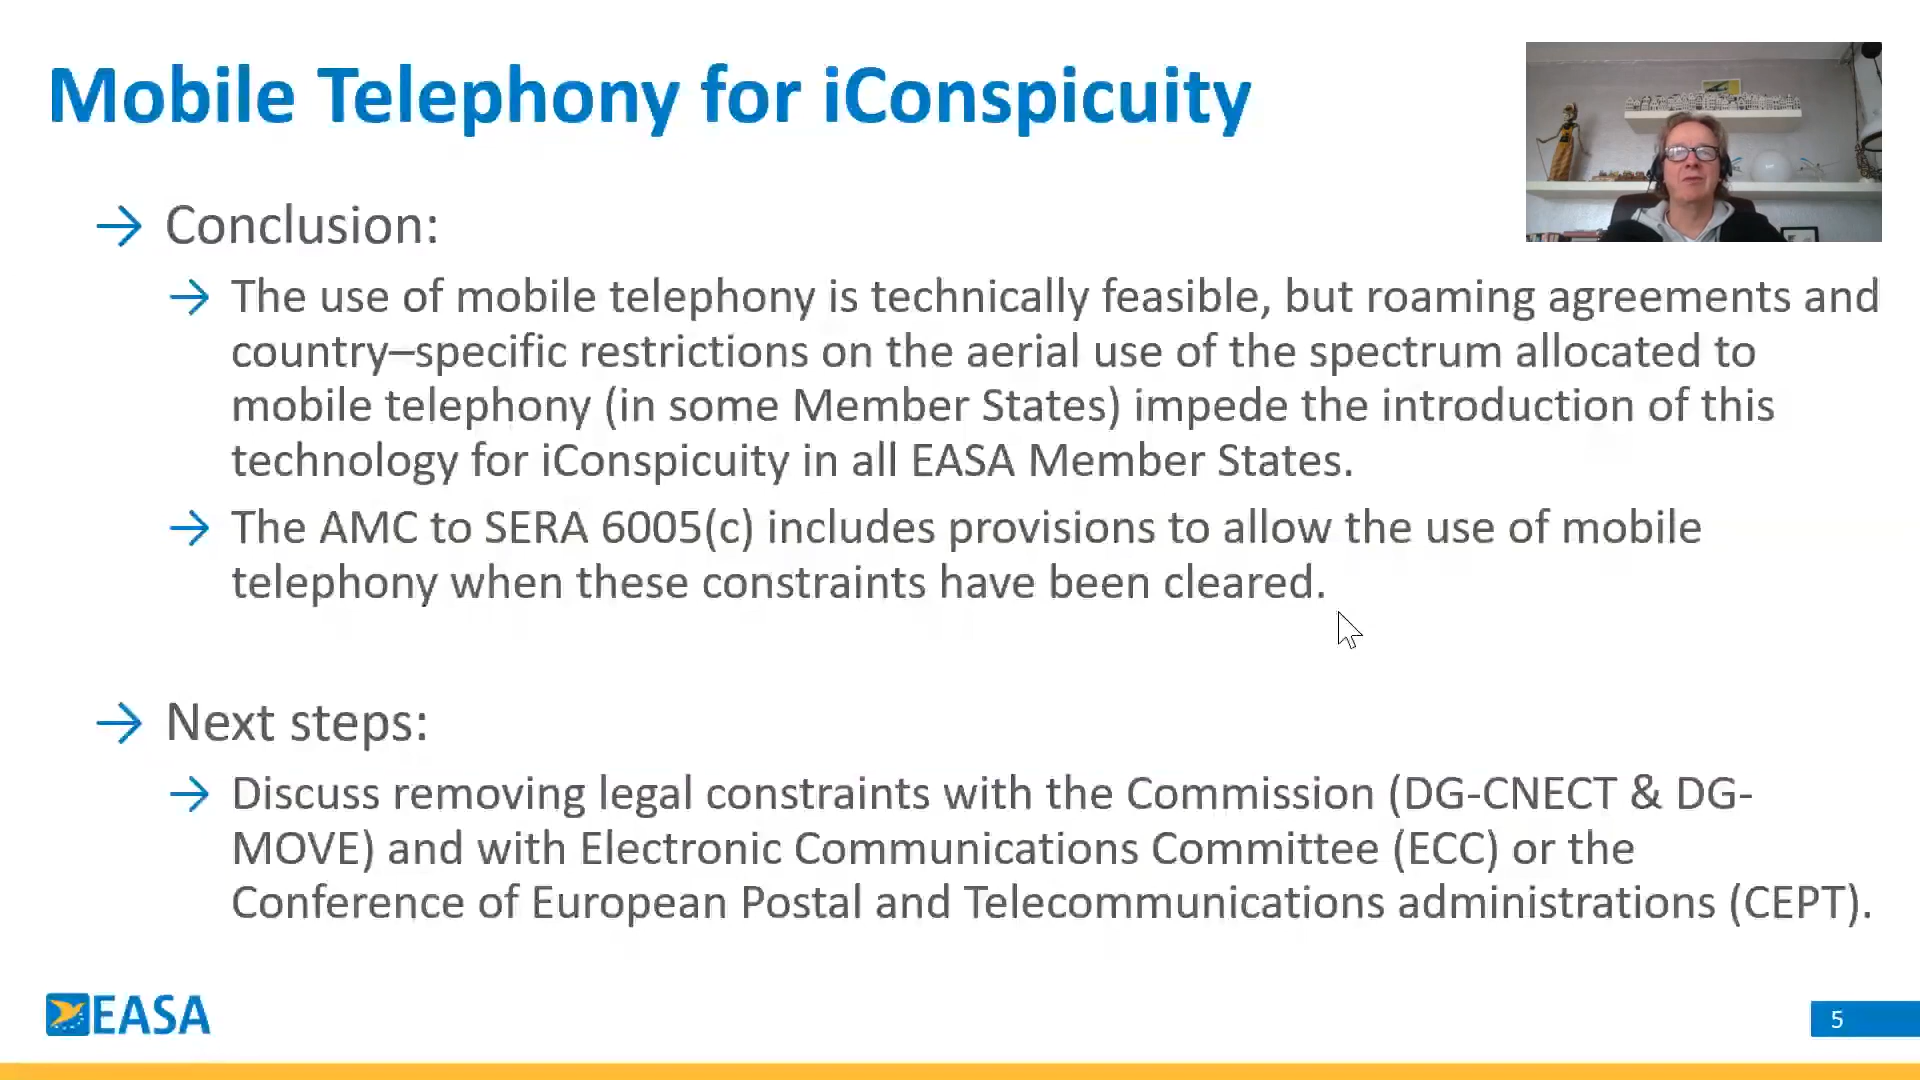 Mobile Telephony for iConspicuity
→ Conclusion:
→ The use of mobile telephony is technically feasible, but roaming agreements and
country–specific restrictions on the aerial use of the spectrum allocated to
mobile telephony (in some Member States) impede the introduction of this
technology for iConspicuity in all EASA Member States.
→ The AMC to SERA 6005(c) includes provisions to allow the use of mobile
telephony when these constraints have been cleared.
→ Next steps:
→ Discuss removing legal constraints with the Commission (DG-CNECT & DG-
MOVE) and with Electronic Communications Committee (ECC) or the
Conference of European Postal and Telecommunications administrations (CEPT).
EASA
5